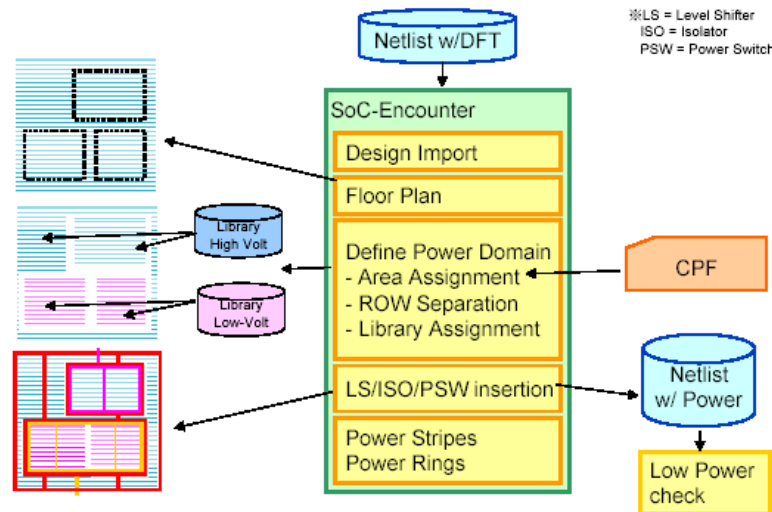 ※LS = Level Shifter
ISO = Isolator
PSW = Power Switch
Netlist w/DFT
SoC-Encounter
Design Import
Floor Plan
Library
High Volt
Define Power Domain
- Area Assignment
- ROW Separation
- Library Assignment
CPF
Library
Low-Volt
LS/ISO/PSW insertion
Netlist
w/ Power
Power Stripes
Power Rings
Low Power
check